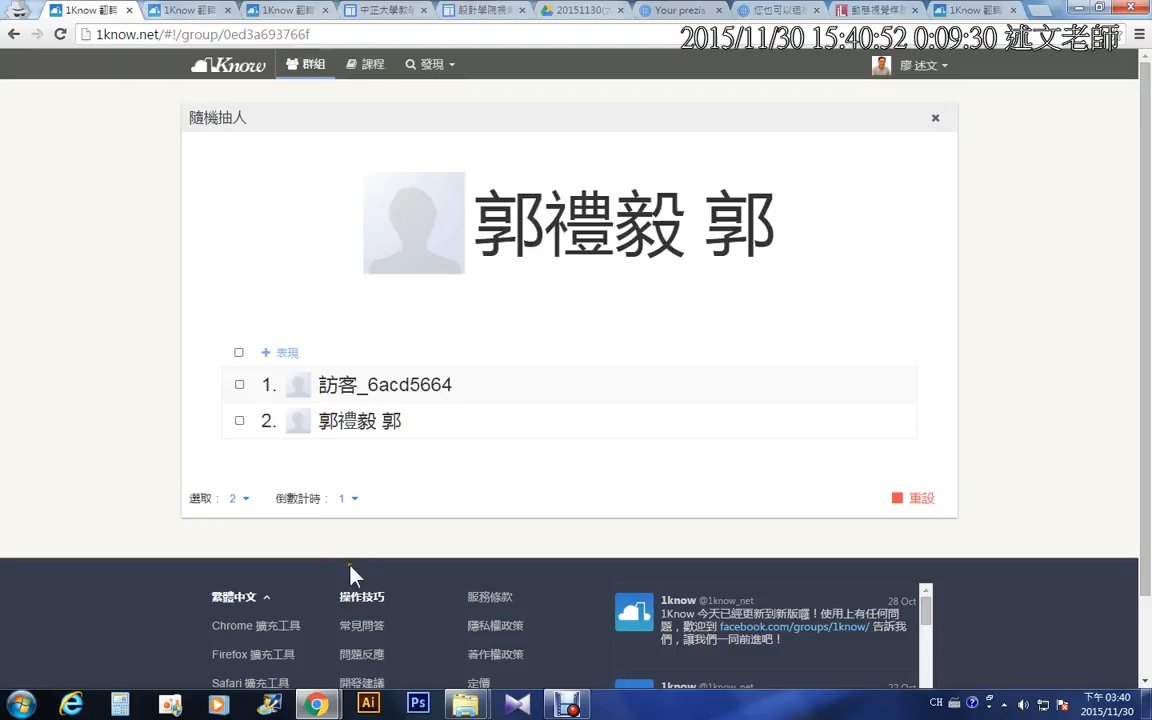 1Know 翻轉
1Know 翻轉
1Know 翻轉
中正大學教
設計學院視
20151130(
Your prezis
您也可以這
動態視覺媒
1Know 翻轉
1know.net/#!/group/0ed3a693766f
2015/11/30 15:40:52 0:09:30 述文老師
1Know
群組
課程
發現
廖 述文
隨機抽人
郭禮毅 郭
表現
1. 訪客_6acd5664
2. 郭禮毅 郭
選取: 2
倒數計時: 1
重設
繁體中文
操作技巧
服務條款
Chrome 擴充工具
常見問答
隱私權政策
Firefox 擴充工具
問題反應
著作權政策
Safari 擴充工具
開發建議
定價
1know @1know_net 28 Oct
1Know 今天已經更新到新版囉！使用上有任何問
題，歡迎到 facebook.com/groups/1know/ 告訴我
們，讓我們一同前進吧！
1know @1know_net 22 Oct
CH
下午 03:40
2015/11/30